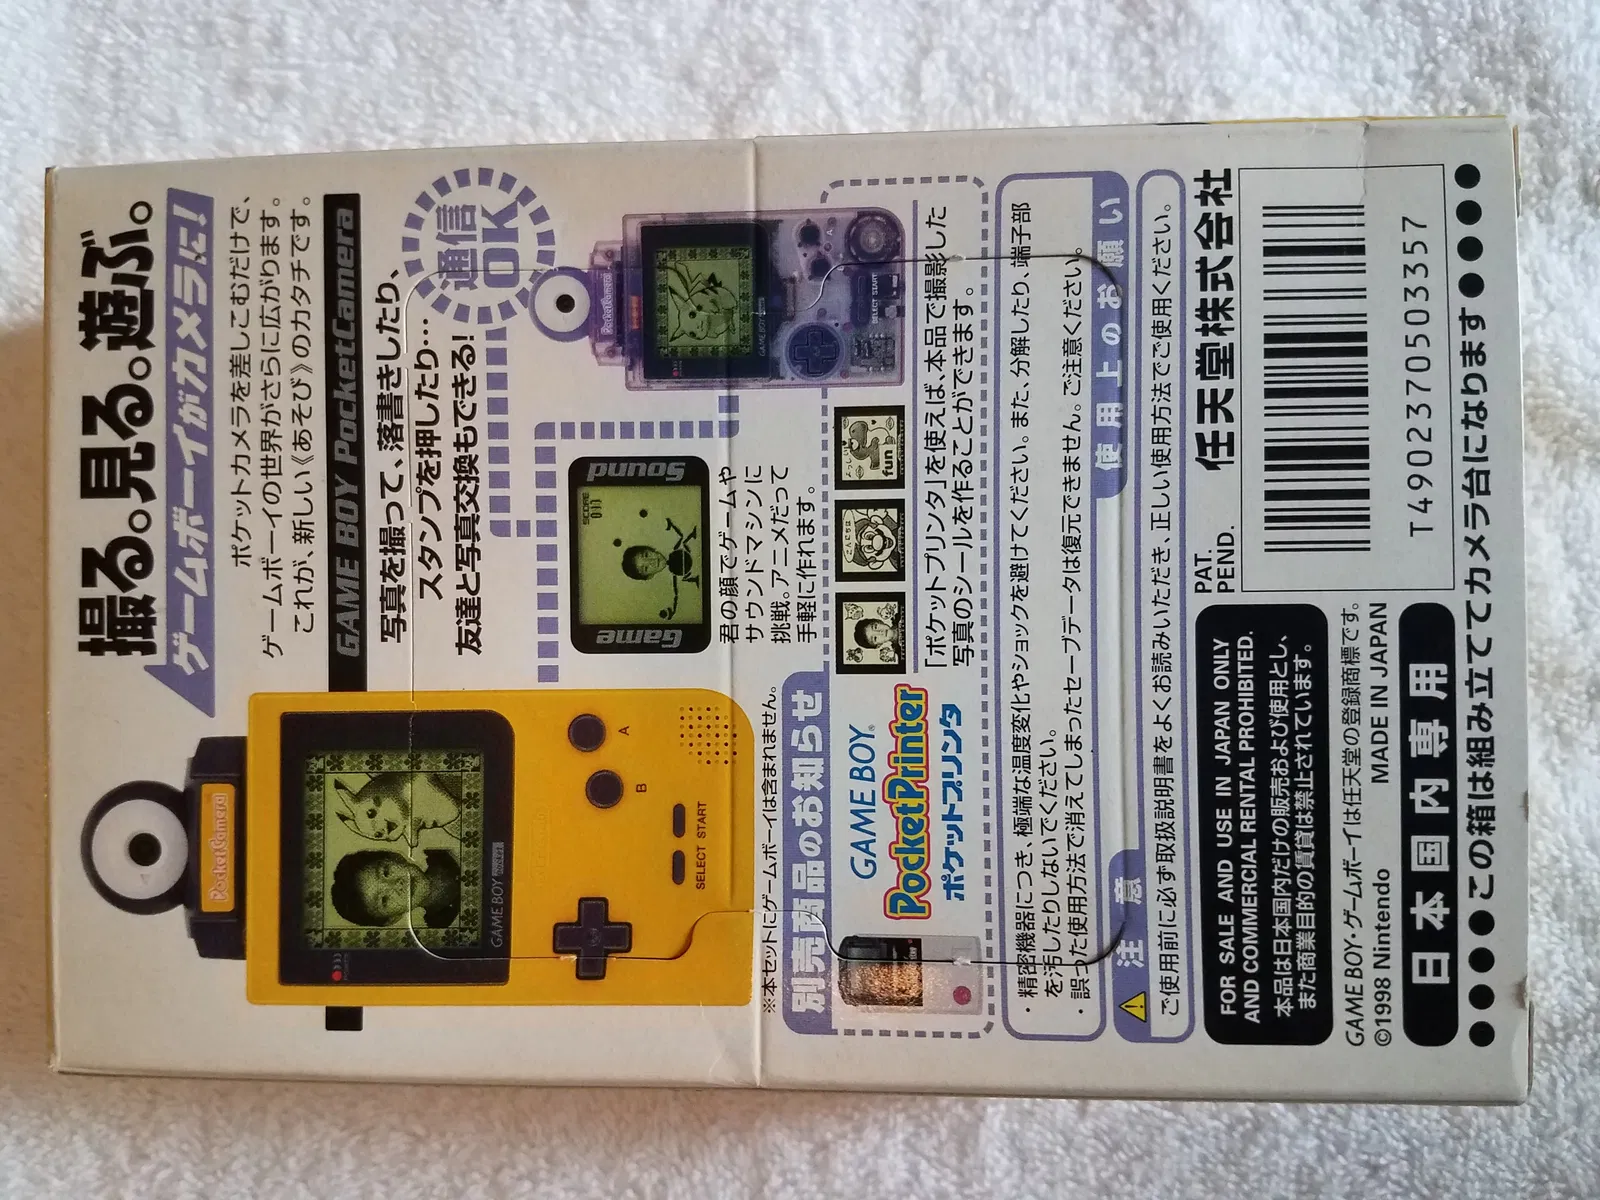 撮る。見る。遊ぶ。
ゲームボーイがカメラに!
ポケットカメラを差しこむだけで、
ゲームボーイの世界がさらに広がります。
これが、新しい《あそび》のカタチです。
GAME BOY PocketCamera
写真を撮って、落書きしたり、
スタンプを押したり…
友達と写真交換もできる!
通信
OK
PocketCamera
GAME BOY
SELECT START
A
B
PocketCamera
GAME BOY
SELECT START
A
Game
Sound
SCORE
君の顔でゲームや
サウンドマシンに
挑戦。アニメだって
手軽に作れます。
※本セットにゲームボーイは含まれません。
別売商品のお知らせ
GAME BOY®
PocketPrinter
ポケットプリンタ
こんにちは
よっしぃ
fun
「ポケットプリンタ」を使えば、本品で撮影した
写真のシールを作ることができます。
使用上のお願い
・精密機器につき、極端な温度変化やショックを避けてください。また、分解したり、端子部
を汚したりしないでください。
・誤った使用方法で消えてしまったセーブデータは復元できません。ご注意ください。
注意
ご使用前に必ず取扱説明書をよくお読みいただき、正しい使用方法でご使用ください。
FOR SALE AND USE IN JAPAN ONLY
AND COMMERCIAL RENTAL PROHIBITED.
本品は日本国内だけの販売および使用とし、
また商業目的の賃貸は禁止されています。
PAT.
PEND.
任天堂株式会社
GAME BOY・ゲームボーイは任天堂の登録商標です。
©1998 Nintendo
MADE IN JAPAN
日本国内専用
T4902370503357
●●●●この箱は組み立ててカメラ台になります●●●●